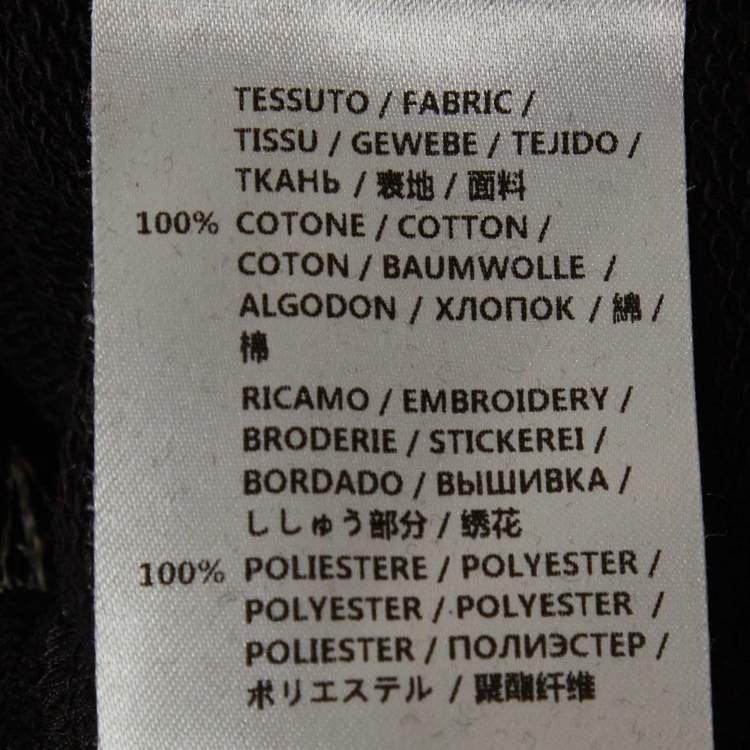 TESSUTO / FABRIC /
TISSU / GEWEBE / TEJIDO /
ТКАНЬ / 表地 / 面料
100% COTONE / COTTON /
COTON / BAUMWOLLE /
ALGODON / ХЛОПОК / 綿 /
棉
RICAMO / EMBROIDERY /
BRODERIE / STICKEREI /
BORDADO / ВЫШИВКА /
ししゅう部分 / 绣花
100% POLIESTERE / POLYESTER /
POLYESTER / POLYESTER /
POLIESTER / ПОЛИЭСТЕР /
ポリエステル / 聚酯纤维